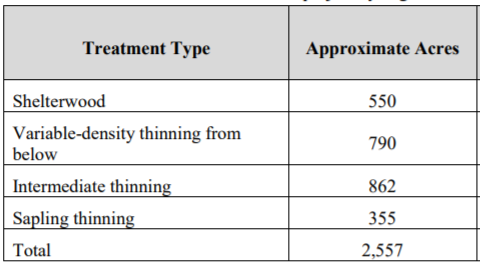 Treatment Type Approximate Acres
Shelterwood 550
Variable-density thinning from
below 790
Intermediate thinning 862
Sapling thinning 355
Total 2,557